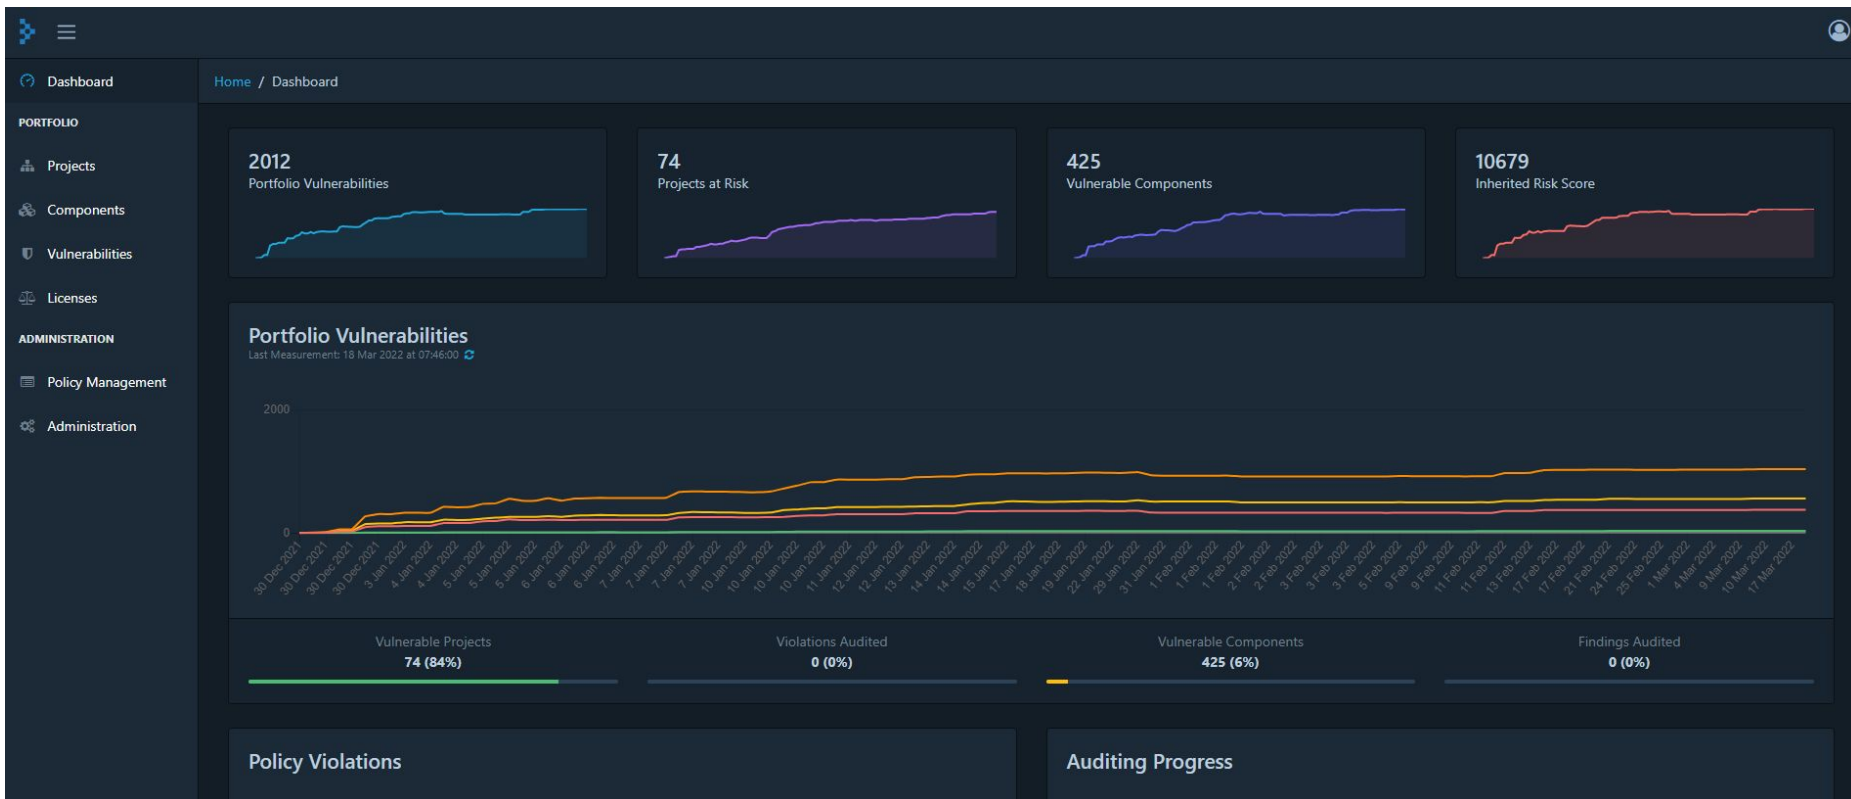 Dashboard
Home / Dashboard
PORTFOLIO
Projects
Components
Vulnerabilities
Licenses
ADMINISTRATION
Policy Management
Administration
2012
Portfolio Vulnerabilities
74
Projects at Risk
425
Vulnerable Components
10679
Inherited Risk Score
Portfolio Vulnerabilities
Last Measurement: 18 Mar 2022 at 07:46:00
2000
0
30 Dec 2021
30 Dec 2021
30 Dec 2021
30 Dec 2021
3 Jan 2022
4 Jan 2022
4 Jan 2022
5 Jan 2022
5 Jan 2022
5 Jan 2022
6 Jan 2022
6 Jan 2022
6 Jan 2022
7 Jan 2022
7 Jan 2022
7 Jan 2022
7 Jan 2022
10 Jan 2022
10 Jan 2022
10 Jan 2022
10 Jan 2022
11 Jan 2022
12 Jan 2022
12 Jan 2022
13 Jan 2022
14 Jan 2022
14 Jan 2022
15 Jan 2022
17 Jan 2022
18 Jan 2022
19 Jan 2022
22 Jan 2022
29 Jan 2022
31 Jan 2022
1 Feb 2022
1 Feb 2022
1 Feb 2022
2 Feb 2022
2 Feb 2022
3 Feb 2022
3 Feb 2022
3 Feb 2022
5 Feb 2022
9 Feb 2022
9 Feb 2022
11 Feb 2022
11 Feb 2022
13 Feb 2022
17 Feb 2022
17 Feb 2022
21 Feb 2022
24 Feb 2022
25 Feb 2022
1 Mar 2022
4 Mar 2022
9 Mar 2022
10 Mar 2022
17 Mar 2022
Vulnerable Projects
74 (84%)
Violations Audited
0 (0%)
Vulnerable Components
425 (6%)
Findings Audited
0 (0%)
Policy Violations
Auditing Progress